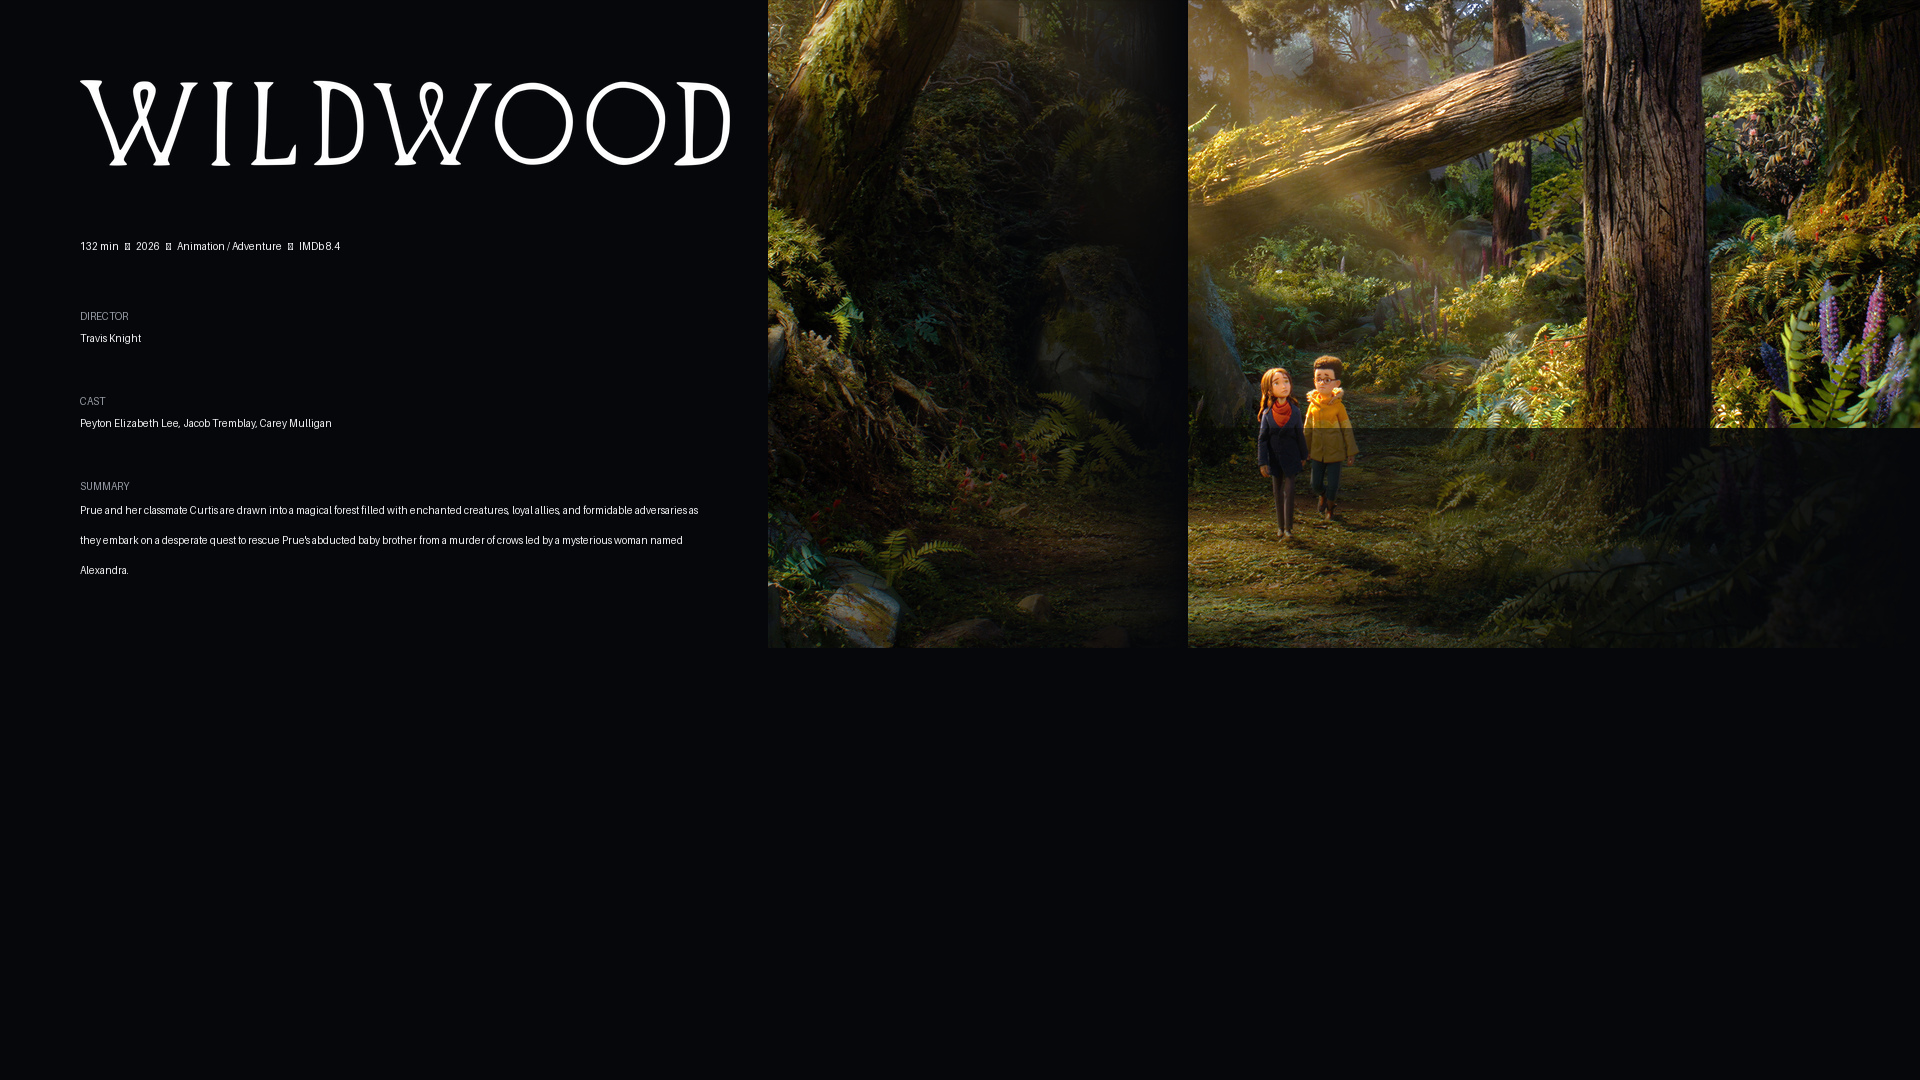 WILDWOOD
132 min 2026 Animation / Adventure IMDb 8.4
DIRECTOR
Travis Knight
CAST
Peyton Elizabeth Lee, Jacob Tremblay, Carey Mulligan
SUMMARY
Prue and her classmate Curtis are drawn into a magical forest filled with enchanted creatures, loyal allies, and formidable adversaries as
they embark on a desperate quest to rescue Prue's abducted baby brother from a murder of crows led by a mysterious woman named
Alexandra.